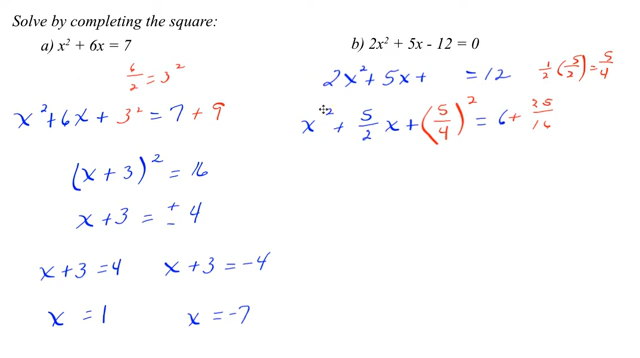 Solve by completing the square:
a) x² + 6x = 7
6/2 = 3²
x² + 6x + 3² = 7 + 9
(x + 3)² = 16
x + 3 = ± 4
x + 3 = 4 x + 3 = -4
x = 1 x = -7
b) 2x² + 5x - 12 = 0
2x² + 5x + = 12 1/2 (5/2) = 5/4
x² + 5/2 x + (5/4)² = 6 + 25/16